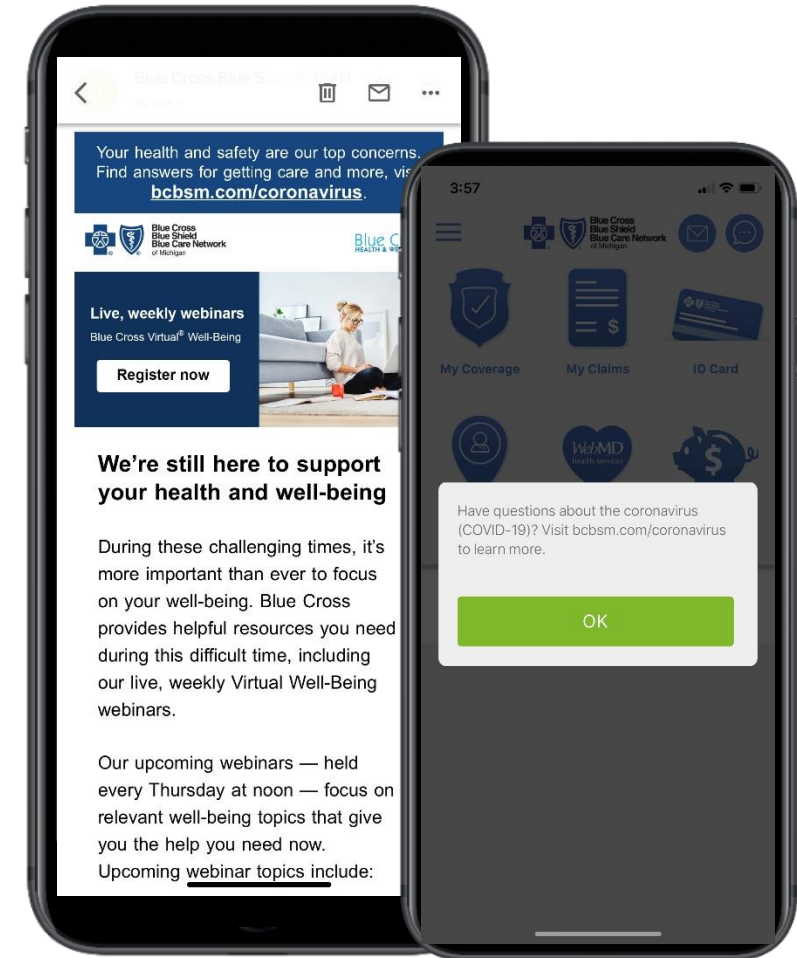 Blue Cross Blue S...
Your health and safety are our top concerns.
Find answers for getting care and more,
bcbsm.com/coronavirus.
Blue Cross
Blue Shield
Blue Care Network
of Michigan
Blue
HEALTH &
Live, weekly webinars
Blue Cross Virtual® Well-Being
Register now
We're still here to support
your health and well-being
During these challenging times, it's
more important than ever to focus
on your well-being. Blue Cross
provides helpful resources you need
during this difficult time, including
our live, weekly Virtual Well-Being
webinars.
Our upcoming webinars — held
every Thursday at noon — focus on
relevant well-being topics that give
you the help you need now.
Upcoming webinar topics include:
3:57
Blue Cross
Blue Shield
Blue Care Network
of Michigan
$
My Coverage
My Claims
ID Card
WebMD
health services
$
Have questions about the coronavirus
(COVID-19)? Visit bcbsm.com/coronavirus
to learn more.
OK